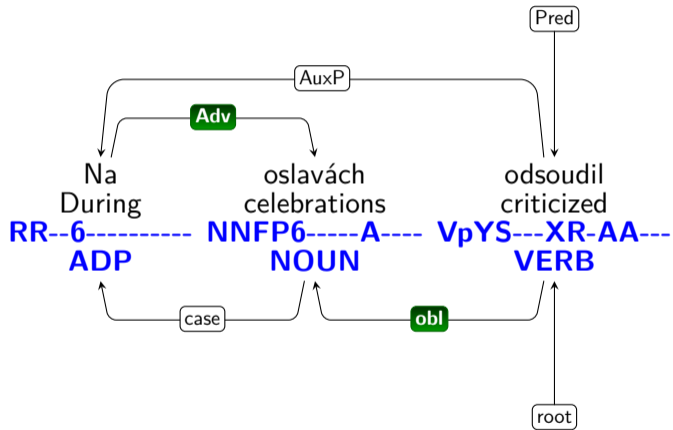 Pred
AuxP
Adv
Na oslavách odsoudil
During celebrations criticized
RR--6---------- NNFP6-----A---- VpYS---XR-AA---
ADP NOUN VERB
case obl
root